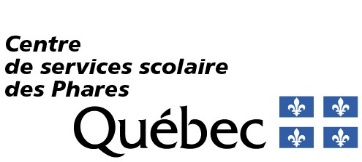 Centre
de services scolaire
des Phares
Québec